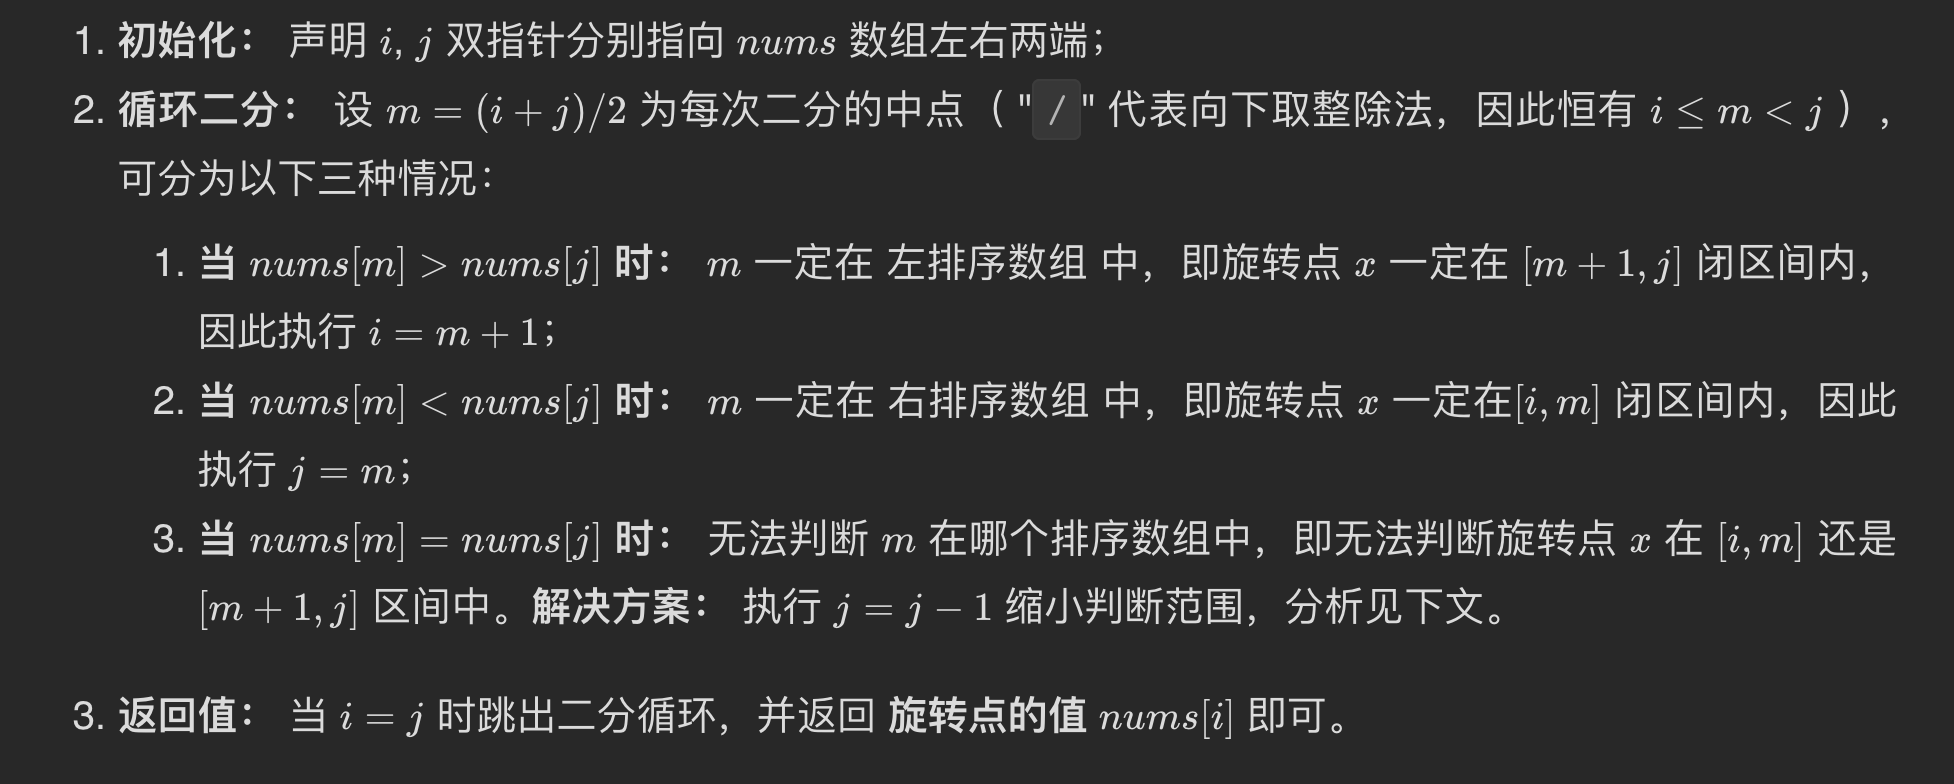 1. 初始化： 声明 i, j 双指针分别指向 nums 数组左右两端；
2. 循环二分： 设 m = (i + j)/2 为每次二分的中点（ "/" 代表向下取整除法，因此恒有 i ≤ m < j ），
可分为以下三种情况：
1. 当 nums[m] > nums[j] 时： m 一定在 左排序数组 中，即旋转点 x 一定在 [m + 1, j] 闭区间内，
因此执行 i = m + 1；
2. 当 nums[m] < nums[j] 时： m 一定在 右排序数组 中，即旋转点 x 一定在[i, m] 闭区间内，因此
执行 j = m；
3. 当 nums[m] = nums[j] 时： 无法判断 m 在哪个排序数组中，即无法判断旋转点 x 在 [i, m] 还是
[m + 1, j] 区间中。解决方案： 执行 j = j − 1 缩小判断范围，分析见下文。
3. 返回值： 当 i = j 时跳出二分循环，并返回 旋转点的值 nums[i] 即可。